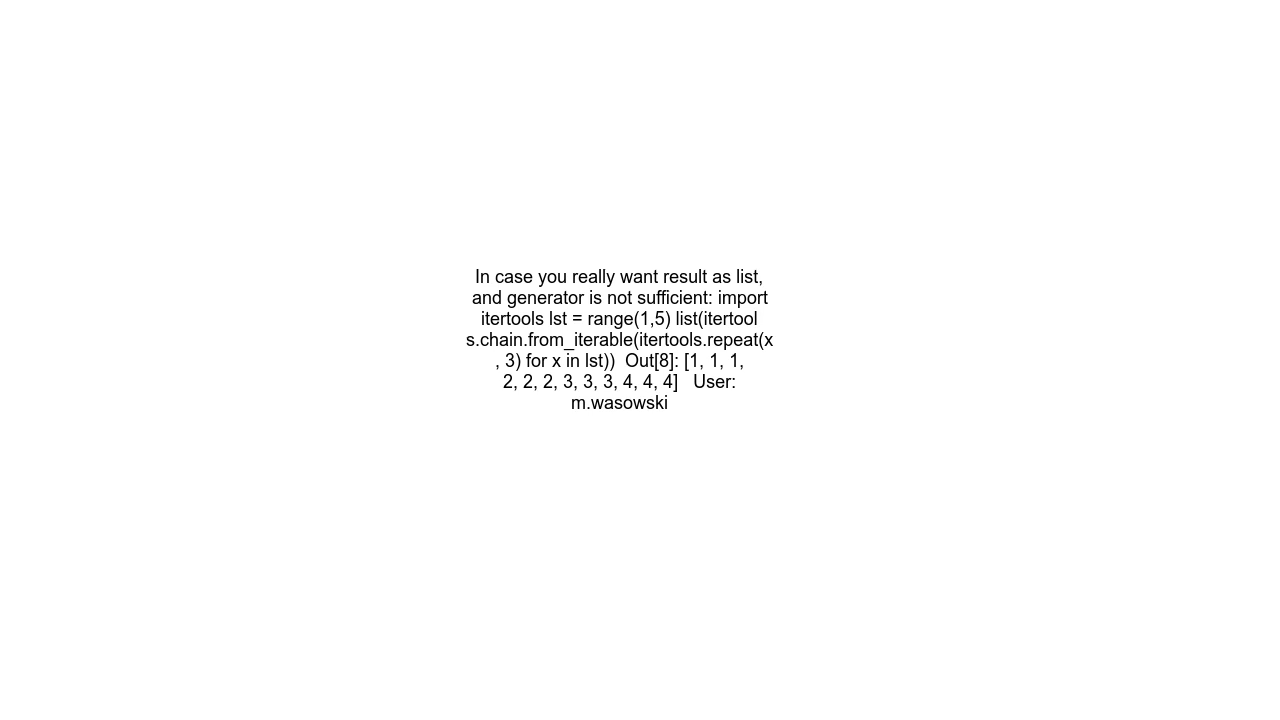 In case you really want result as list,
and generator is not sufficient: import
itertools lst = range(1,5) list(itertool
s.chain.from_iterable(itertools.repeat(x
, 3) for x in lst))  Out[8]: [1, 1, 1,
2, 2, 2, 3, 3, 3, 4, 4, 4]   User:
m.wasowski